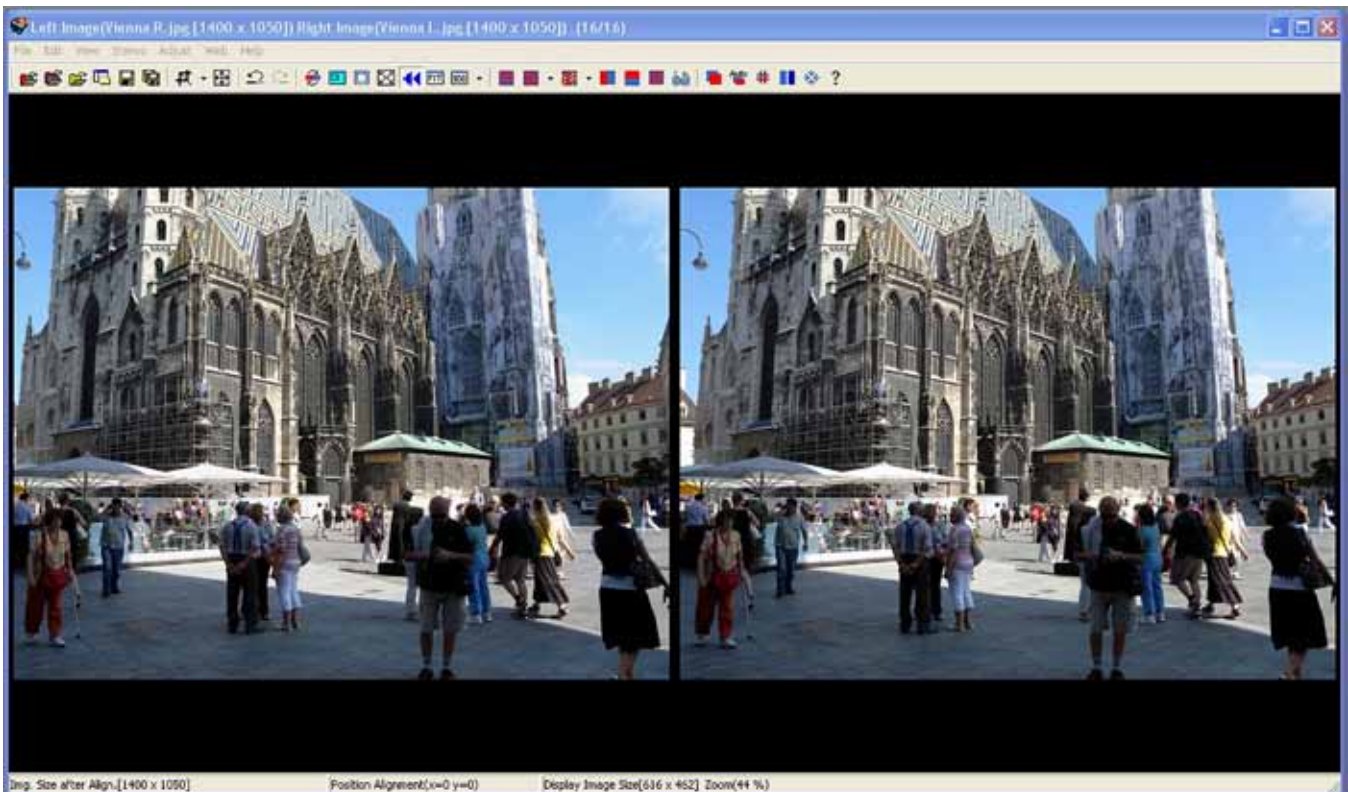 Left Image(Vienna R.jpg [1400 x 1050]) Right Image(Vienna L.jpg [1400 x 1050]) (16/16)
File Edit View Stereo Adjust Web Help
Img. Size after Align.[1400 x 1050] Position Alignment(x=0 y=0) Display Image Size[616 x 462] Zoom(44 %)